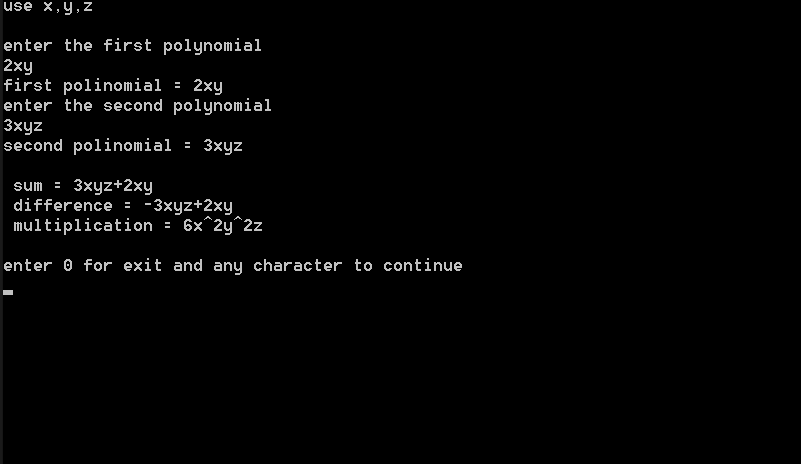 use x,y,z
enter the first polynomial
2xy
first polinomial = 2xy
enter the second polynomial
3xyz
second polinomial = 3xyz
sum = 3xyz+2xy
difference = -3xyz+2xy
multiplication = 6x^2y^2z
enter 0 for exit and any character to continue